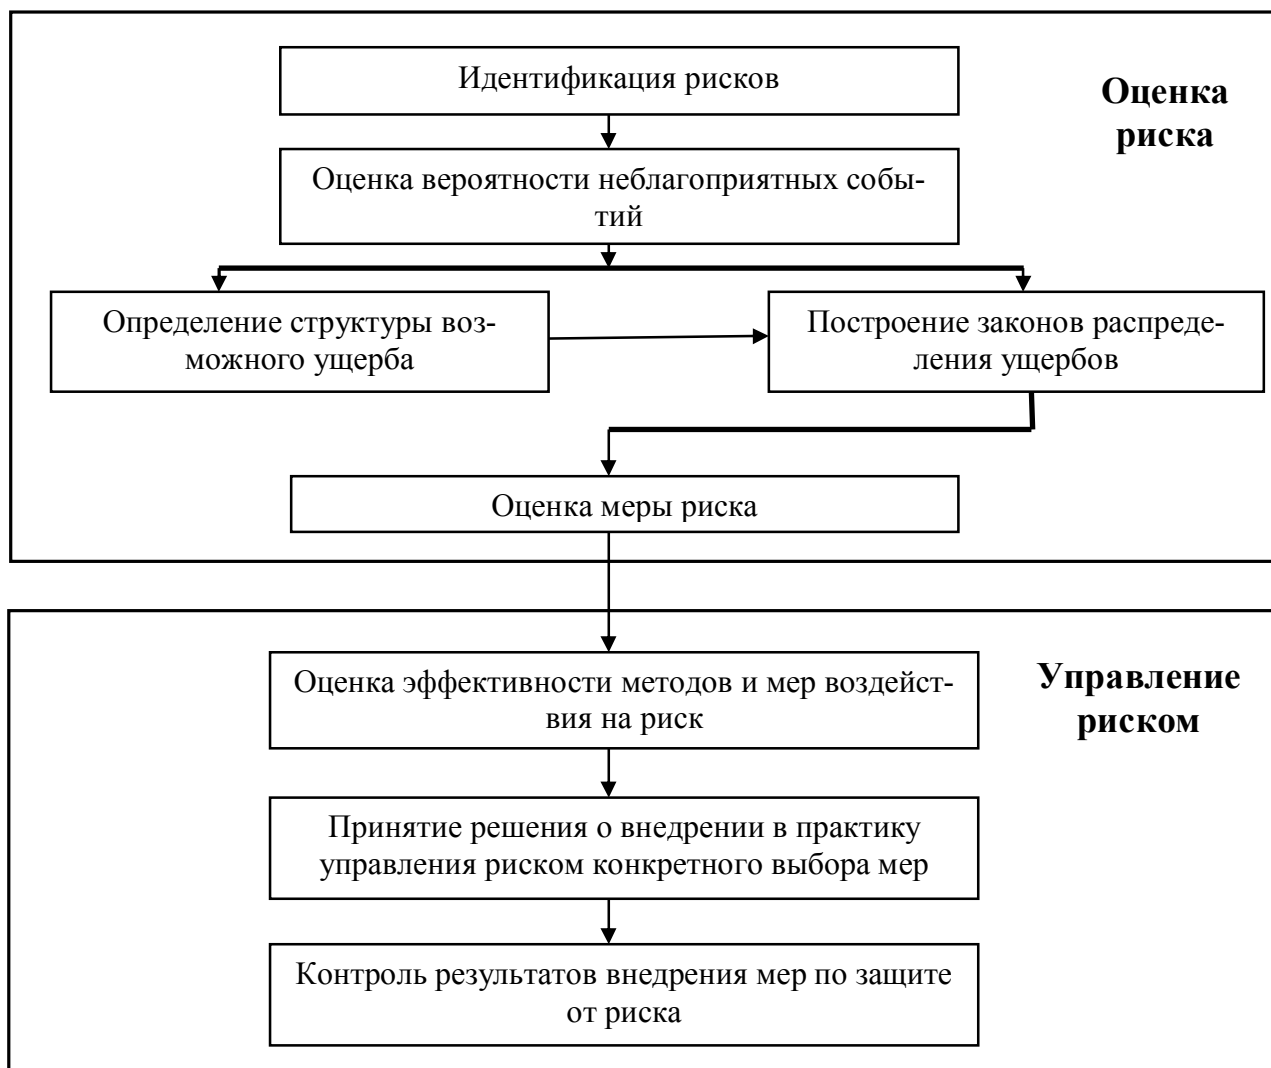 Идентификация рисков
Оценка
риска
Оценка вероятности неблагоприятных собы-
тий
Определение структуры воз-
можного ущерба
Построение законов распреде-
ления ущербов
Оценка меры риска
Оценка эффективности методов и мер воздейст-
вия на риск
Управление
риском
Принятие решения о внедрении в практику
управления риском конкретного выбора мер
Контроль результатов внедрения мер по защите
от риска